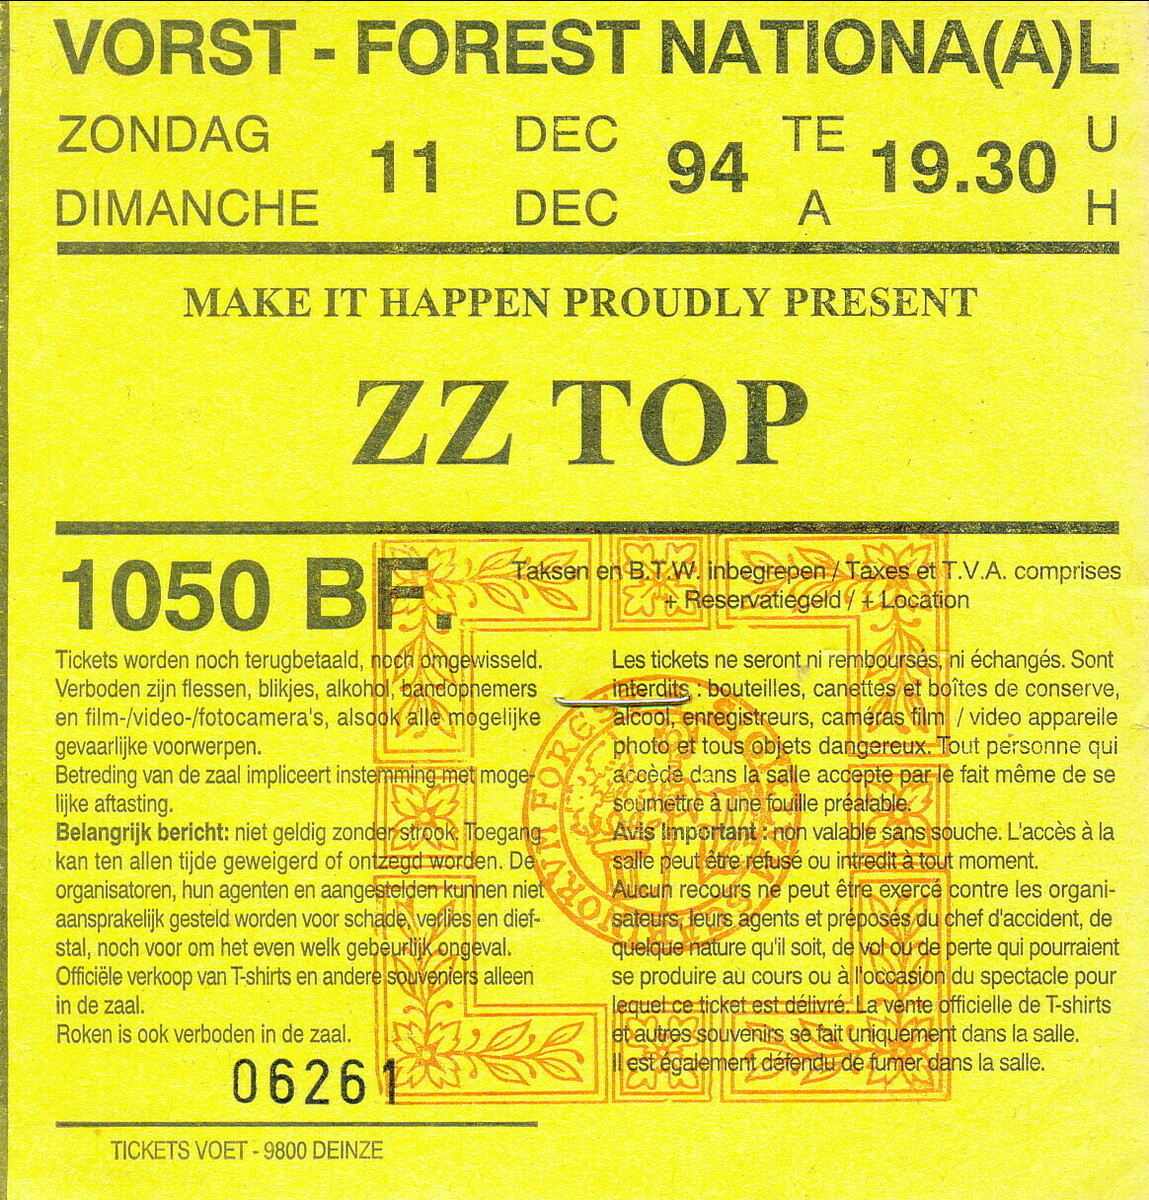 VORST - FOREST NATIONA(A)L
ZONDAG 11 DEC 94 TE 19.30 U
DIMANCHE DEC A H
MAKE IT HAPPEN PROUDLY PRESENT
ZZ TOP
1050 BF.
Taksen en B.T.W. inbegrepen / Taxes et T.V.A. comprises
+ Reservatiegeld / + Location
Tickets worden noch terugbetaald, noch omgewisseld.
Verboden zijn flessen, blikjes, alkohol, bandopnemers
en film-/video-/fotocamera's, alsook alle mogelijke
gevaarlijke voorwerpen.
Betreding van de zaal impliceert instemming met moge-
lijke aftasting.
Belangrijk bericht: niet geldig zonder strook. Toegang
kan ten allen tijde geweigerd of ontzegd worden. De
organisatoren, hun agenten en aangestelden kunnen niet
aansprakelijk gesteld worden voor schade, verlies en dief-
stal, noch voor om het even welk gebeurlijk ongeval.
Officiële verkoop van T-shirts en andere souveniers alleen
in de zaal.
Roken is ook verboden in de zaal.
Les tickets ne seront ni remboursés, ni échangés. Sont
interdits : bouteilles, canettes et boîtes de conserve,
alcool, enregistreurs, caméras film / video appareile
photo et tous objets dangereux. Tout personne qui
accède dans la salle accepte par le fait même de se
soumettre à une fouille préalable.
Avis Important : non valable sans souche. L'accès à la
salle peut être refusé ou intredit à tout moment.
Aucun recours ne peut être exercé contre les organi-
sateurs, leurs agents et préposés du chef d'accident, de
quelque nature qu'il soit, de vol ou de perte qui pourraient
se produire au cours ou à l'occasion du spectacle pour
lequel ce ticket est délivré. La vente officielle de T-shirts
et autres souvenirs se fait uniquement dans la salle.
Il est également défendu de fumer dans la salle.
06261
TICKETS VOET - 9800 DEINZE